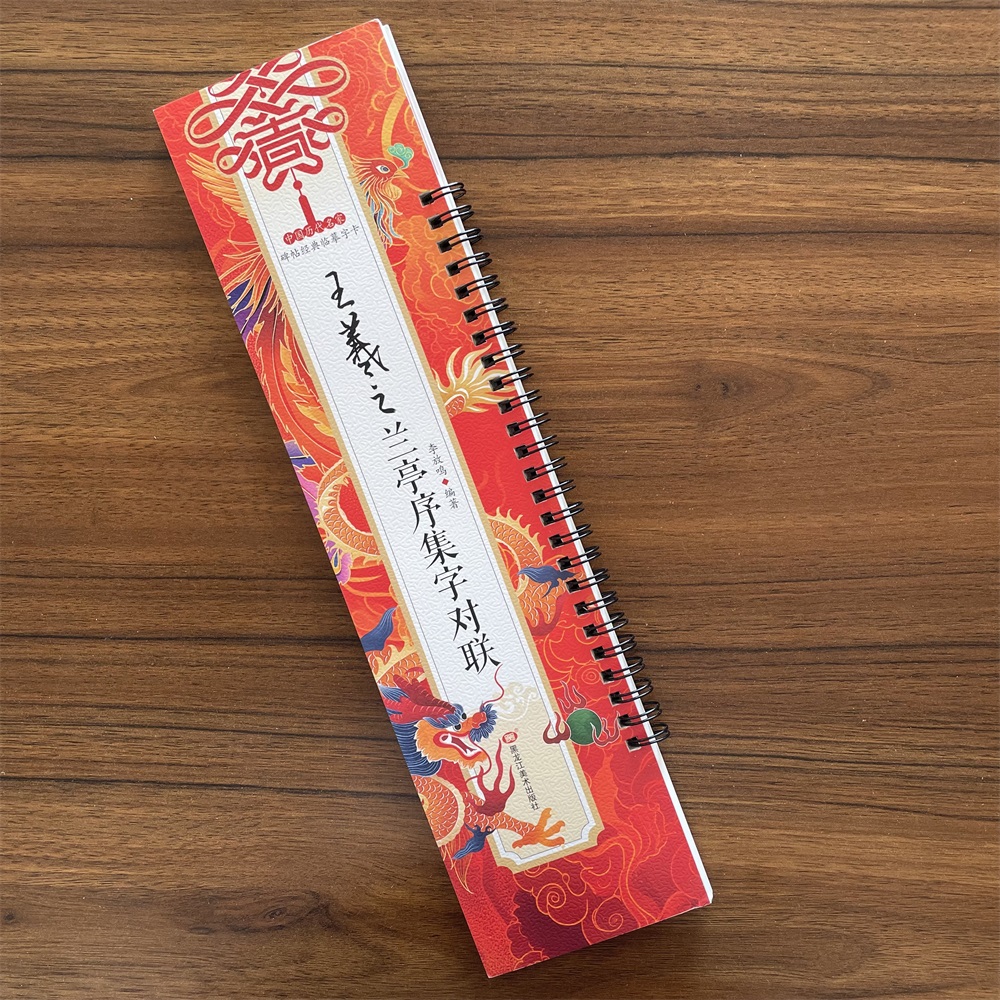 中国历代名家
碑帖经典临摹字卡
王羲之兰亭序集字对联
李放鸣 编著
黑龙江美术出版社